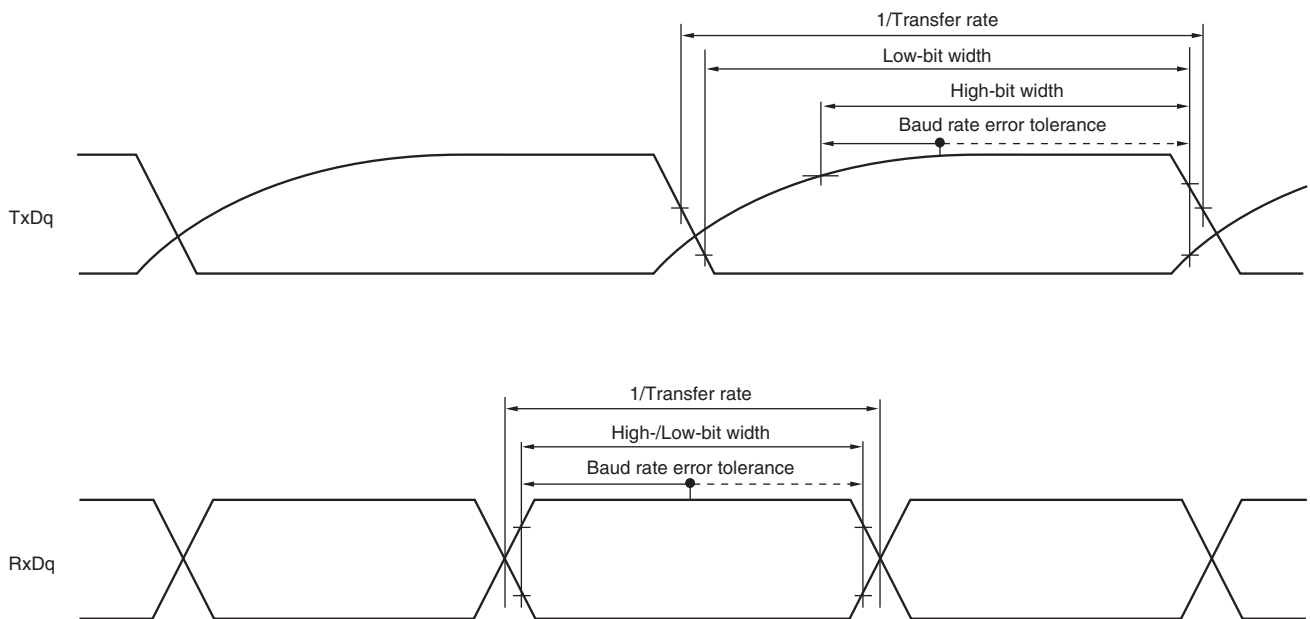 1/Transfer rate
Low-bit width
High-bit width
Baud rate error tolerance
TxDq
1/Transfer rate
High-/Low-bit width
Baud rate error tolerance
RxDq